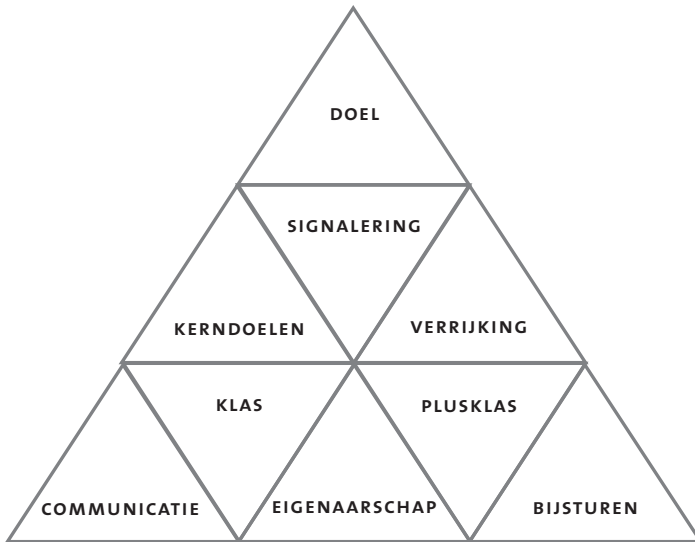 DOEL
SIGNALERING
KERNDOELEN
VERRIJKING
KLAS
PLUSKLAS
COMMUNICATIE
EIGENAARSCHAP
BIJSTUREN